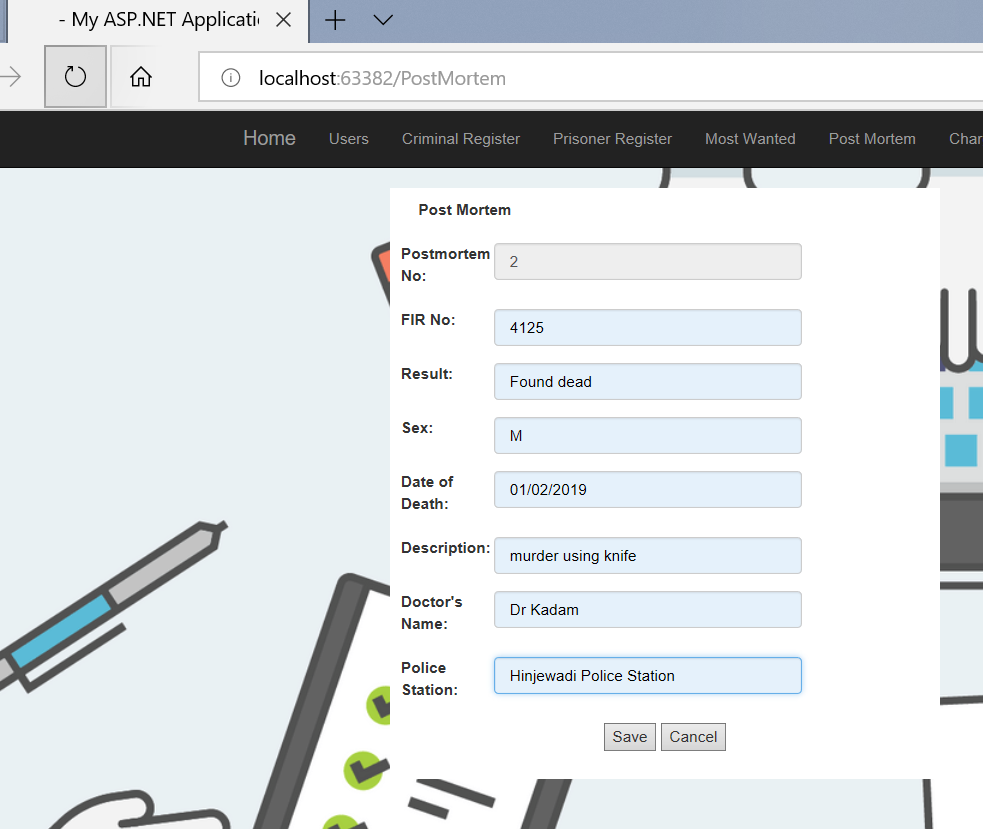 - My ASP.NET Applicati
localhost:63382/PostMortem
Home Users Criminal Register Prisoner Register Most Wanted Post Mortem Char
Post Mortem
Postmortem
No:
2
FIR No:
4125
Result:
Found dead
Sex:
M
Date of
Death:
01/02/2019
Description:
murder using knife
Doctor's
Name:
Dr Kadam
Police
Station:
Hinjewadi Police Station
Save Cancel